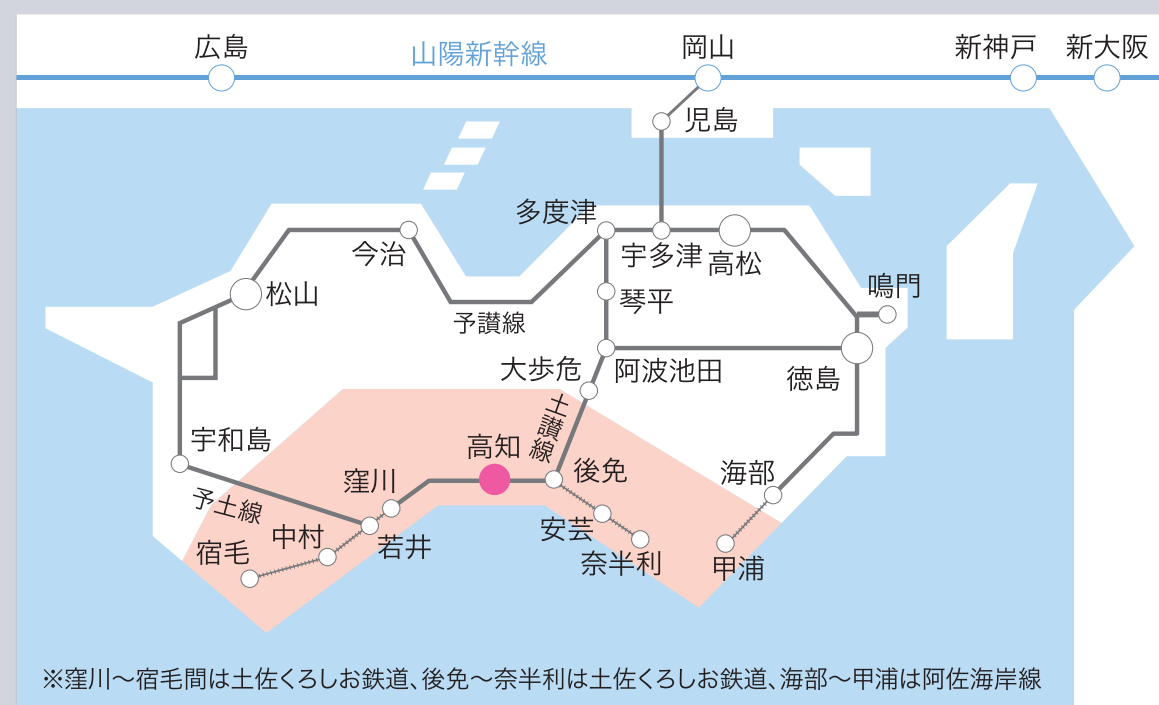 広島
山陽新幹線
岡山
新神戸
新大阪
児島
多度津
今治
宇多津
高松
鳴門
松山
琴平
予讃線
大歩危
阿波池田
徳島
土讃線
宇和島
高知
後免
海部
窪川
予土線
中村
安芸
宿毛
若井
奈半利
甲浦
※窪川～宿毛間は土佐くろしお鉄道、後免～奈半利は土佐くろしお鉄道、海部～甲浦は阿佐海岸線